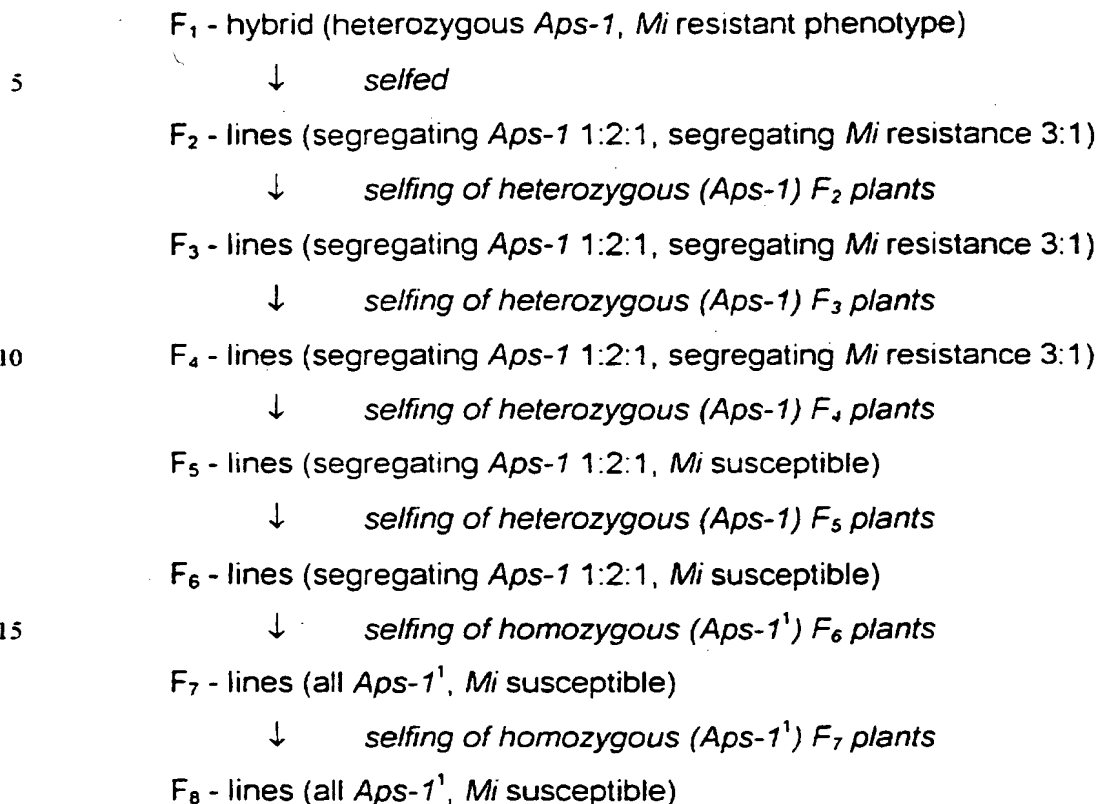 F₁ - hybrid (heterozygous Aps-1, Mi resistant phenotype)
5 ↓ selfed
F₂ - lines (segregating Aps-1 1:2:1, segregating Mi resistance 3:1)
↓ selfing of heterozygous (Aps-1) F₂ plants
F₃ - lines (segregating Aps-1 1:2:1, segregating Mi resistance 3:1)
↓ selfing of heterozygous (Aps-1) F₃ plants
10 F₄ - lines (segregating Aps-1 1:2:1, segregating Mi resistance 3:1)
↓ selfing of heterozygous (Aps-1) F₄ plants
F₅ - lines (segregating Aps-1 1:2:1, Mi susceptible)
↓ selfing of heterozygous (Aps-1) F₅ plants
F₆ - lines (segregating Aps-1 1:2:1, Mi susceptible)
15 ↓ selfing of homozygous (Aps-1¹) F₆ plants
F₇ - lines (all Aps-1¹, Mi susceptible)
↓ selfing of homozygous (Aps-1¹) F₇ plants
F₈ - lines (all Aps-1¹, Mi susceptible)